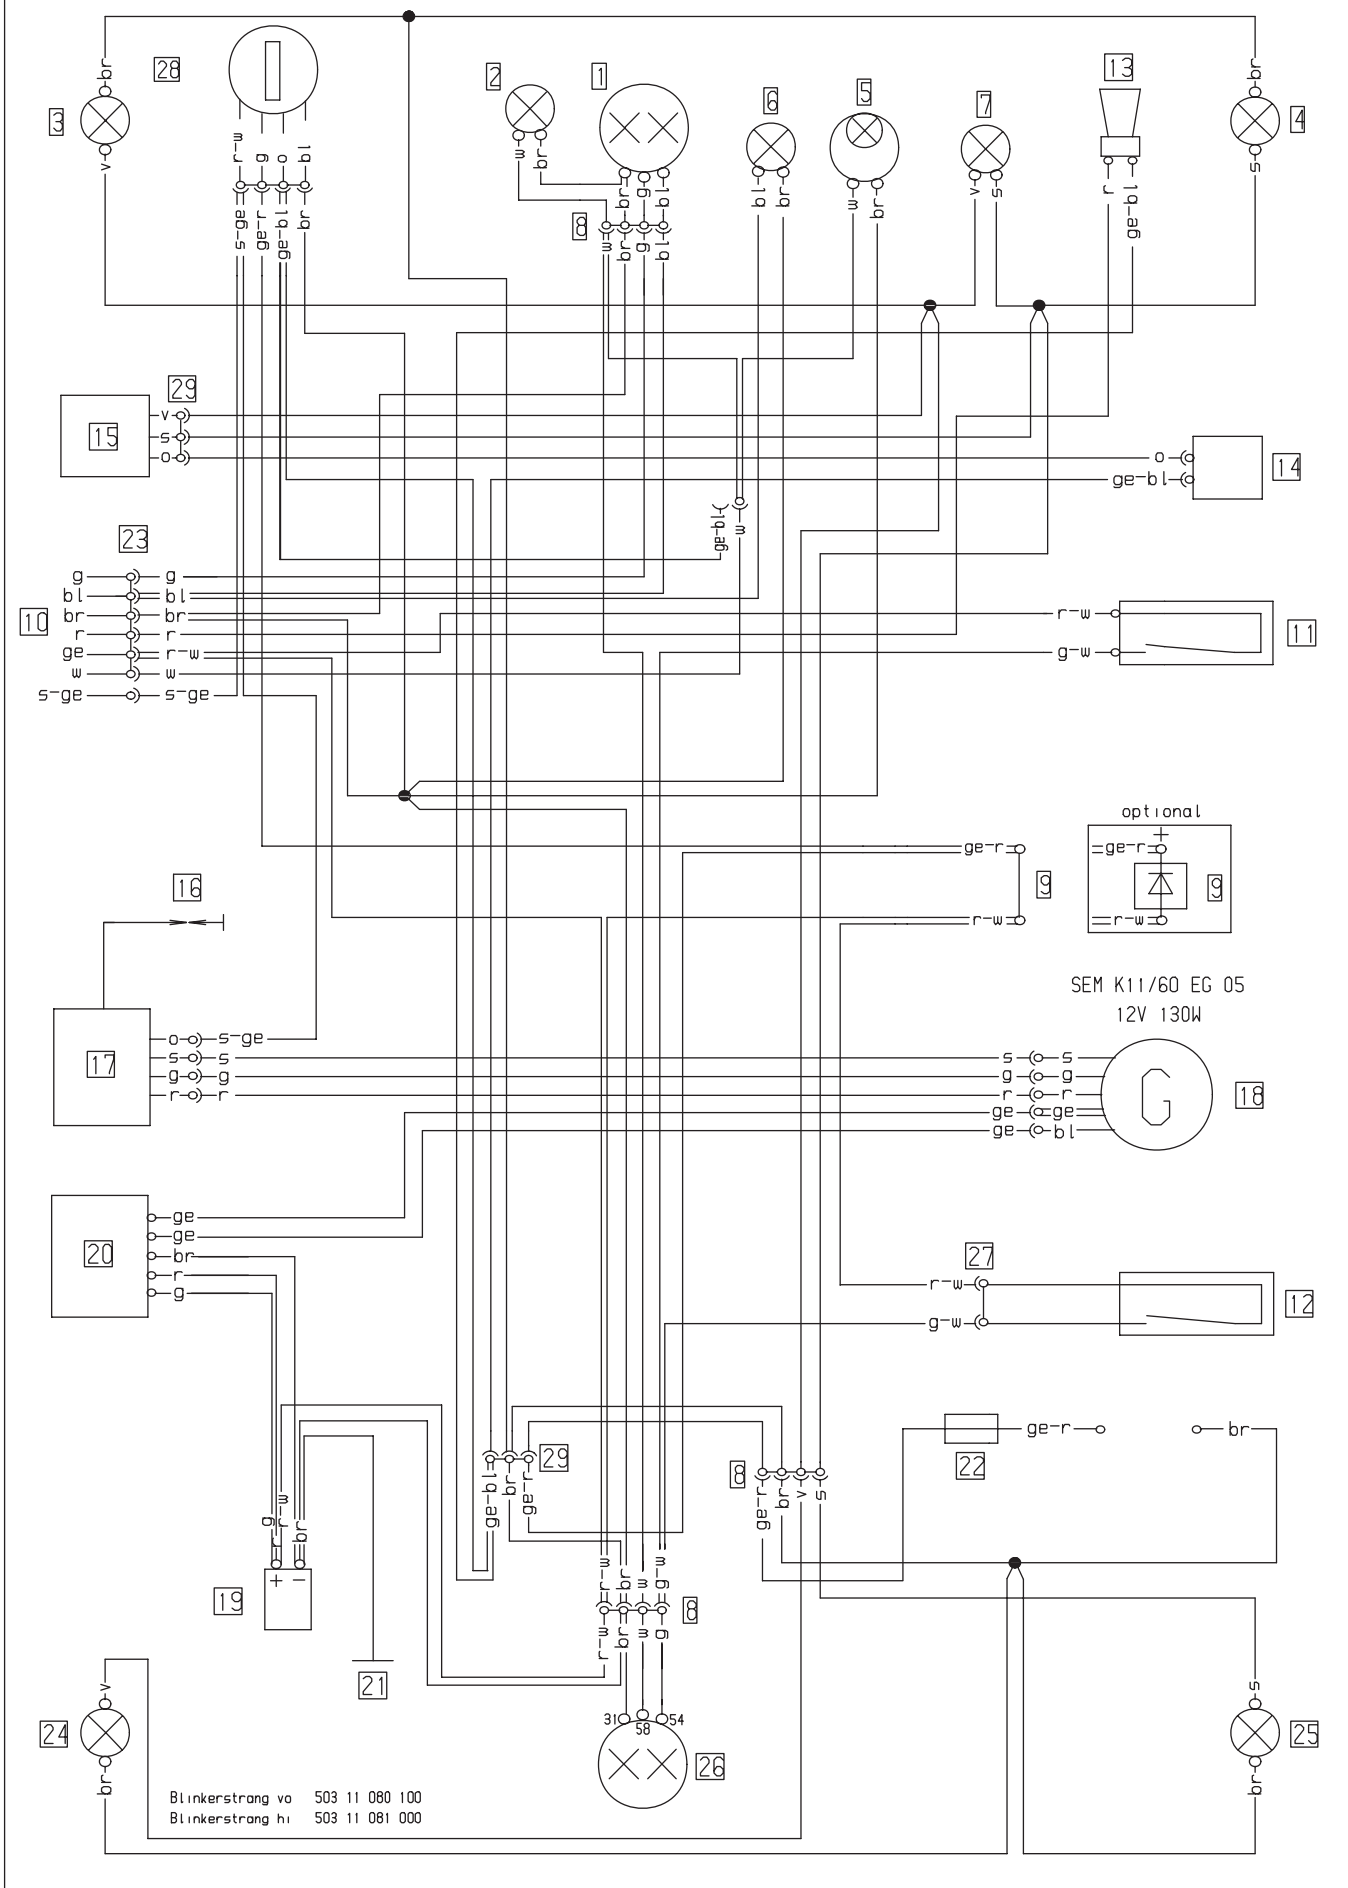 28
3
br
v
r-w
g
o
bl
s-ge
ge-r
ge-bl
br
2
w
br
1
br
g
bl
8
w
br
g
bl
6
bl
br
5
w
br
7
v
s
13
r
ge-bl
4
br
s
29
15
v
s
o
14
o
ge-bl
ge-bl
w
23
10
g
g
bl
bl
br
br
r
r
ge
r-w
w
w
s-ge
s-ge
r-w
g-w
11
optional
+
ge-r
9
ge-r
9
r-w
r-w
16
SEM K11/60 EG 05
12V 130W
17
o
s-ge
s
s
g
g
r
r
s
s
g
g
r
r
ge
ge
ge
bl
G
18
20
ge
ge
br
r
g
27
r-w
g-w
12
29
ge-bl
br
ge-r
8
ge-r
br
v
s
22
ge-r
br
g
r
r-w
br
+
-
19
r-w
br
w
g-w
8
r-w
br
w
g
21
31
58
54
26
24
v
br
25
s
br
Blinkerstrang vo 503 11 080 100
Blinkerstrang hi 503 11 081 000